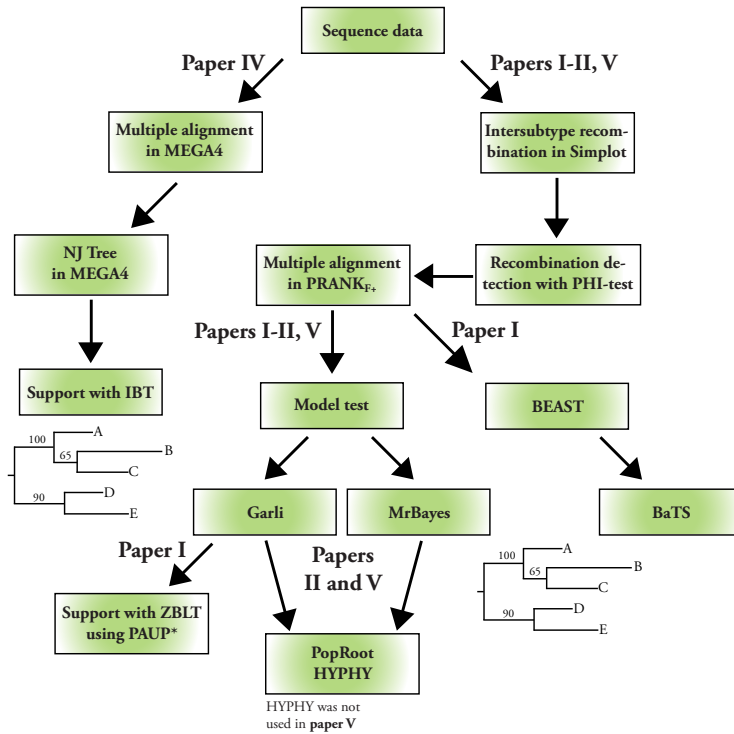 Sequence data
Paper IV
Papers I-II, V
Multiple alignment
in MEGA4
Intersubtype recom-
bination in Simplot
NJ Tree
in MEGA4
Multiple alignment
in PRANKF+
Recombination de-
tection with PHI-test
Papers I-II, V
Paper I
Support with IBT
Model test
BEAST
100
A
65
B
C
90
D
E
Garli
MrBayes
BaTS
Paper I
Papers
II and V
100
A
65
B
C
90
D
E
Support with ZBLT
using PAUP*
PopRoot
HYPHY
HYPHY was not
used in paper V